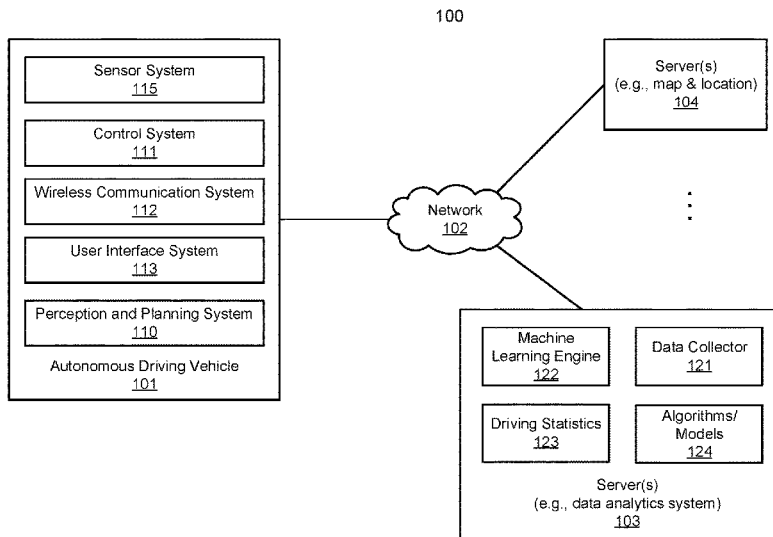 100
Sensor System
115
Control System
111
Wireless Communication System
112
User Interface System
113
Perception and Planning System
110
Autonomous Driving Vehicle
101
Network
102
Server(s)
(e.g., map & location)
104
Machine
Learning Engine
122
Data Collector
121
Driving Statistics
123
Algorithms/
Models
124
Server(s)
(e.g., data analytics system)
103